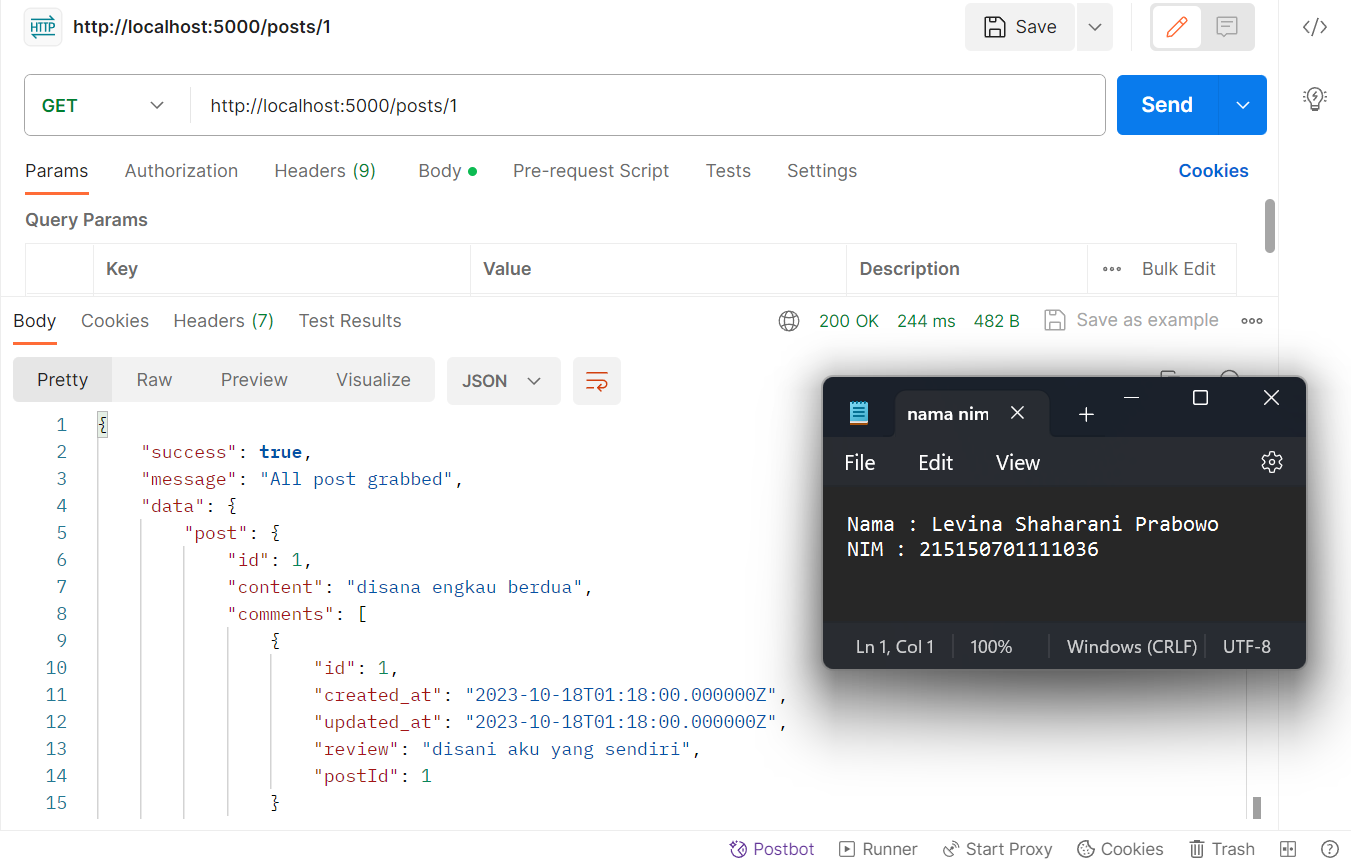 HTTP http://localhost:5000/posts/1 Save
GET http://localhost:5000/posts/1 Send
Params Authorization Headers (9) Body Pre-request Script Tests Settings Cookies
Query Params
Key Value Description Bulk Edit
Body Cookies Headers (7) Test Results 200 OK 244 ms 482 B Save as example
Pretty Raw Preview Visualize JSON
1 {
2 "success": true,
3 "message": "All post grabbed",
4 "data": {
5 "post": {
6 "id": 1,
7 "content": "disana engkau berdua",
8 "comments": [
9 {
10 "id": 1,
11 "created_at": "2023-10-18T01:18:00.000000Z",
12 "updated_at": "2023-10-18T01:18:00.000000Z",
13 "review": "disani aku yang sendiri",
14 "postId": 1
15 }
nama nim
File Edit View
Nama : Levina Shaharani Prabowo
NIM : 215150701111036
Ln 1, Col 1 100% Windows (CRLF) UTF-8
Postbot Runner Start Proxy Cookies Trash